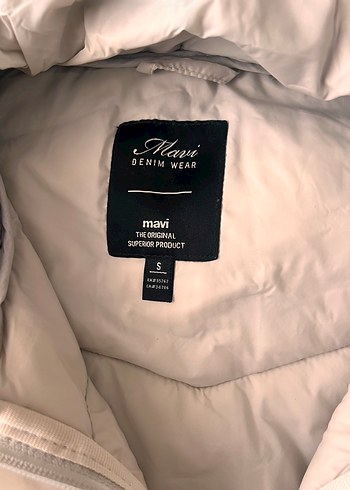 Mavi
DENIM WEAR
mavi
THE ORIGINAL
SUPERIOR PRODUCT
S